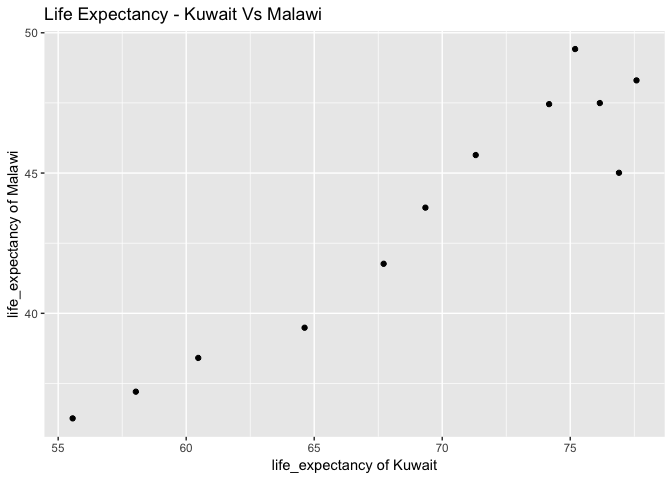 Life Expectancy - Kuwait Vs Malawi
50
45
40
life_expectancy of Malawi
55 60 65 70 75
life_expectancy of Kuwait